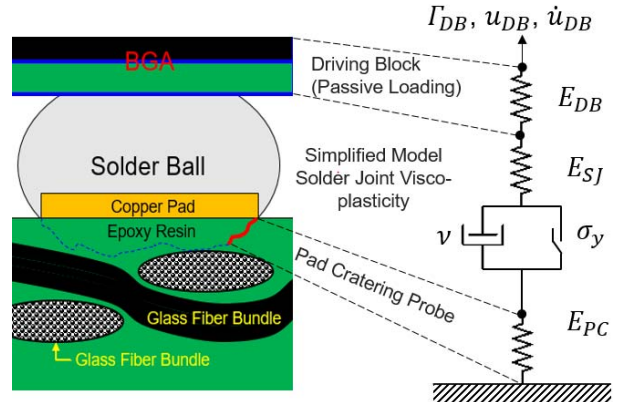 BGA
Solder Ball
Copper Pad
Epoxy Resin
Glass Fiber Bundle
Glass Fiber Bundle
Driving Block
(Passive Loading)
Simplified Model
Solder Joint Visco-
plasticity
Pad Cratering Probe
Γ_DB, u_DB, u̇_DB
E_DB
E_SJ
ν
σ_y
E_PC